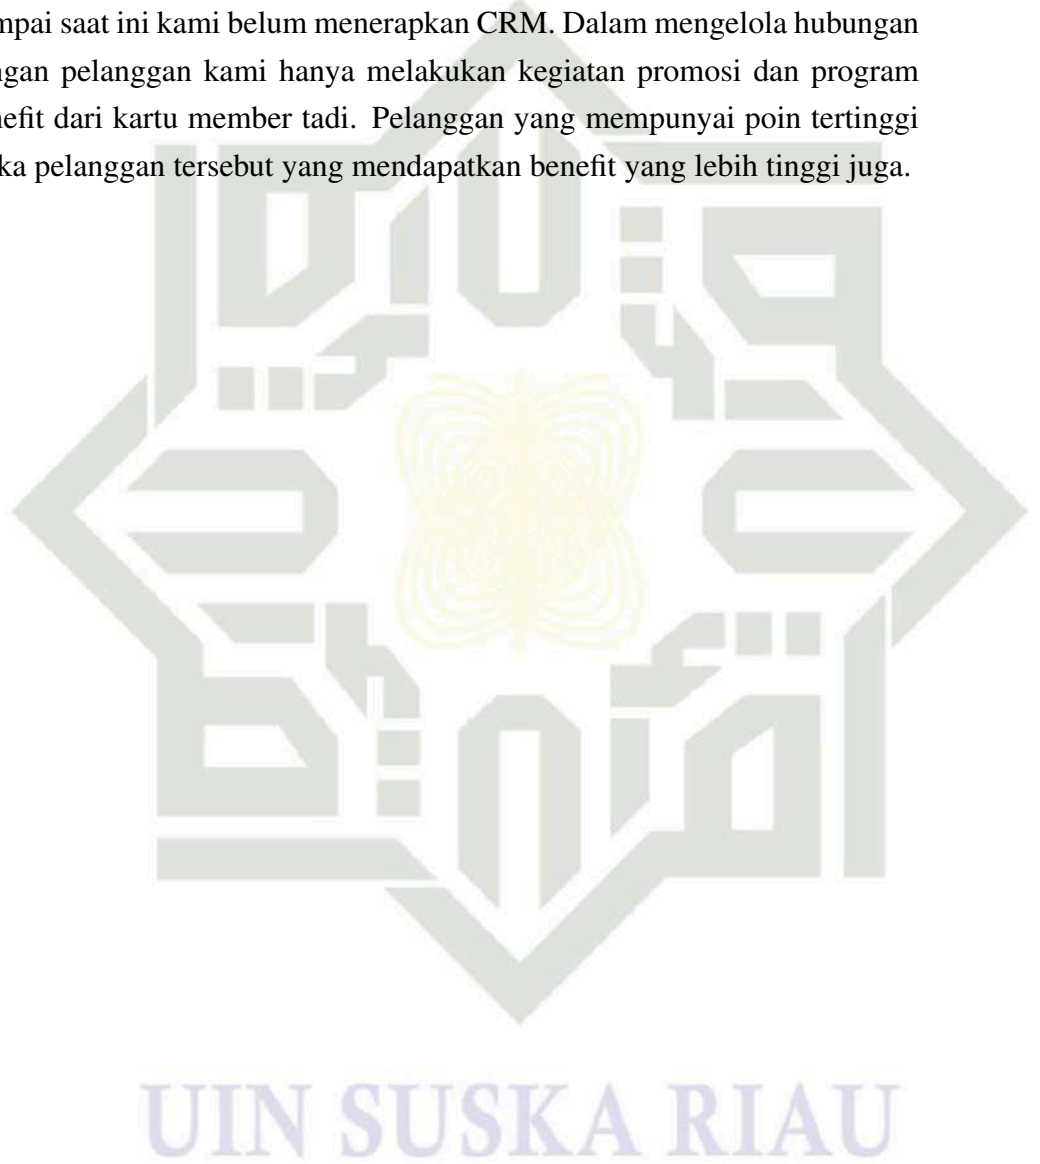 mpai saat ini kami belum menerapkan CRM. Dalam mengelola hubungan
ngan pelanggan kami hanya melakukan kegiatan promosi dan program
nefit dari kartu member tadi. Pelanggan yang mempunyai poin tertinggi
ka pelanggan tersebut yang mendapatkan benefit yang lebih tinggi juga.
UIN SUSKA RIAU